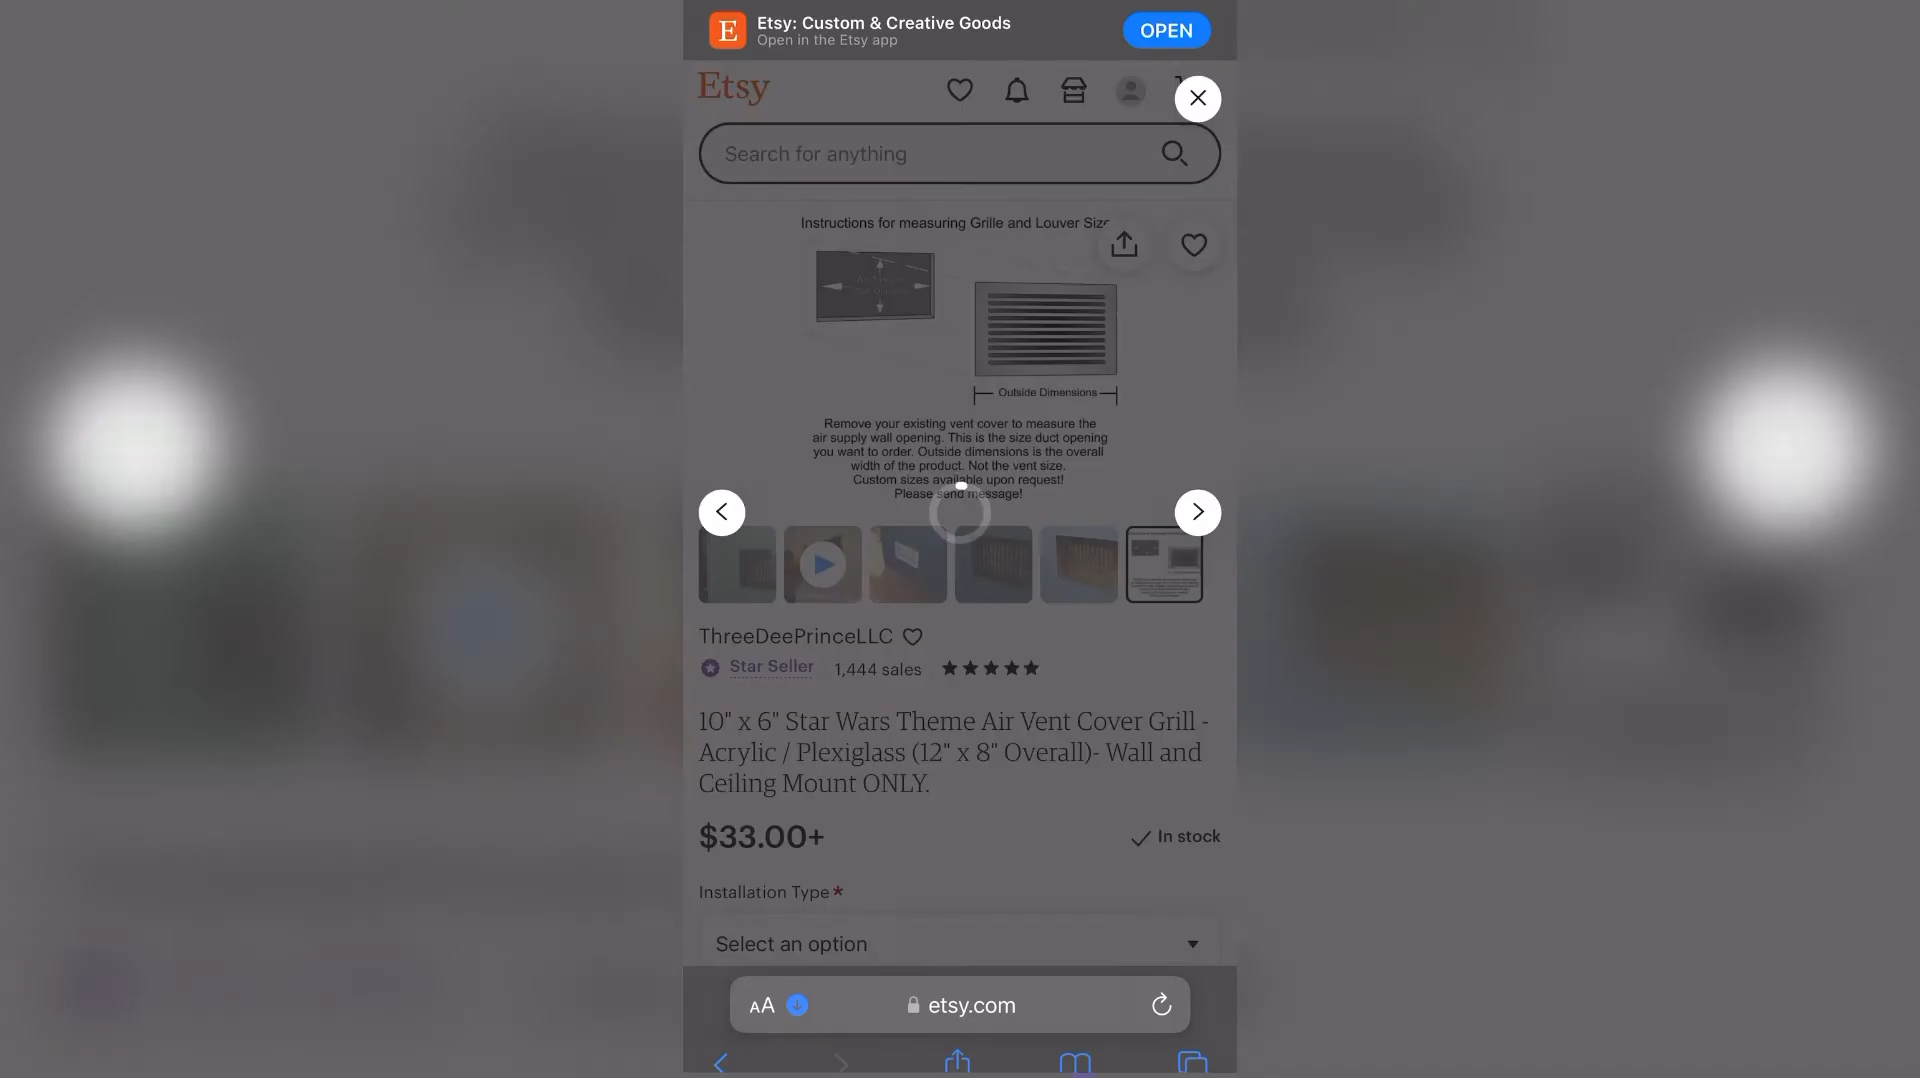 Etsy: Custom & Creative Goods
Open in the Etsy app
OPEN
Etsy
Search for anything
Instructions for measuring Grille and Louver Size
Outside Dimensions
Remove your existing vent cover to measure the
air supply wall opening. This is the size duct opening
you want to order. Outside dimensions is the overall
width of the product. Not the vent size.
Custom sizes available upon request!
Please send message!
ThreeDeePrinceLLC
Star Seller 1,444 sales
10" x 6" Star Wars Theme Air Vent Cover Grill -
Acrylic / Plexiglass (12" x 8" Overall)- Wall and
Ceiling Mount ONLY.
$33.00+
In stock
Installation Type*
Select an option
AA
etsy.com